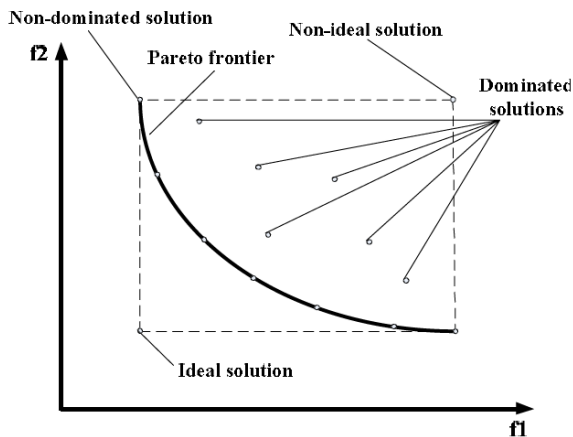 Non-dominated solution
Non-ideal solution
f2
Pareto frontier
Dominated
solutions
Ideal solution
f1